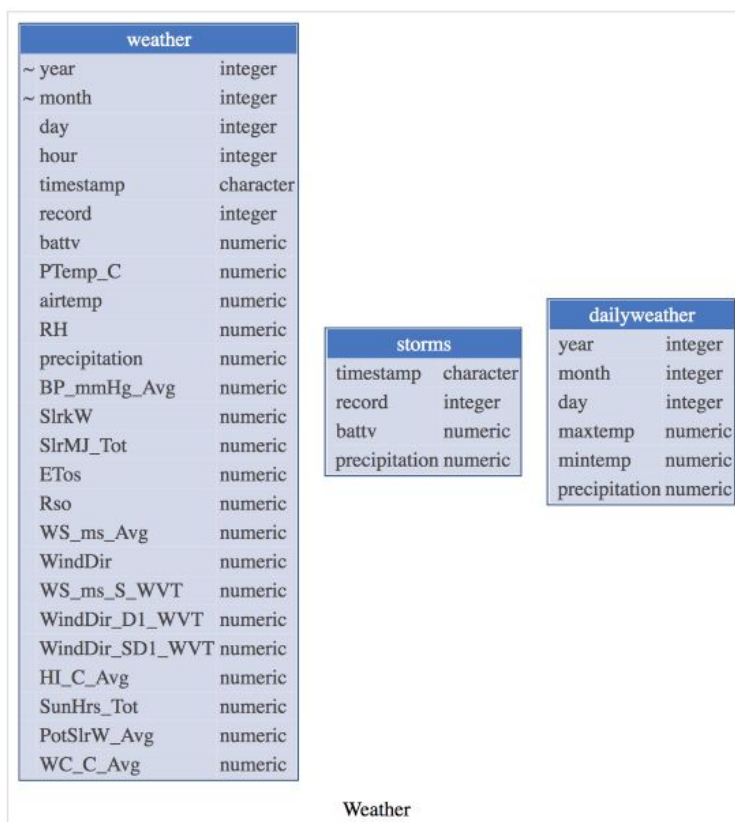 weather
~ year integer
~ month integer
day integer
hour integer
timestamp character
record integer
battv numeric
PTemp_C numeric
airtemp numeric
RH numeric
precipitation numeric
BP_mmHg_Avg numeric
SlrkW numeric
SlrMJ_Tot numeric
ETos numeric
Rso numeric
WS_ms_Avg numeric
WindDir numeric
WS_ms_S_WVT numeric
WindDir_D1_WVT numeric
WindDir_SD1_WVT numeric
HI_C_Avg numeric
SunHrs_Tot numeric
PotSlrW_Avg numeric
WC_C_Avg numeric
storms
timestamp character
record integer
battv numeric
precipitation numeric
dailyweather
year integer
month integer
day integer
maxtemp numeric
mintemp numeric
precipitation numeric
Weather